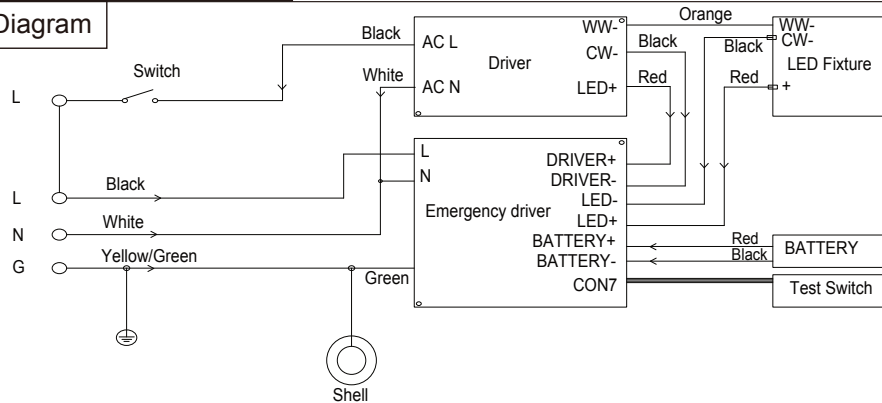 Diagram
Black
AC L
Driver
WW-
Orange
WW-
CW-
Black
Black
CW-
LED Fixture
Switch
White
AC N
LED+
Red
Red
+
L
L
DRIVER+
N
DRIVER-
L
Black
Emergency driver
LED-
LED+
N
White
BATTERY+
Red
BATTERY
BATTERY-
Black
G
Yellow/Green
Green
CON7
Test Switch
Shell